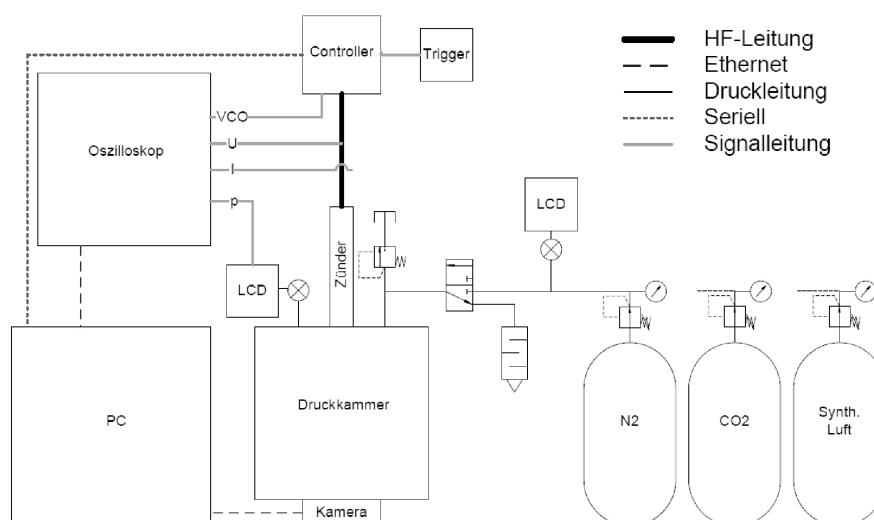 Controller
Trigger
HF-Leitung
Ethernet
Druckleitung
Seriell
Signalleitung
Oszilloskop
VCO
U
I
p
LCD
Zünder
LCD
PC
Druckkammer
Kamera
N2
CO2
Synth.
Luft